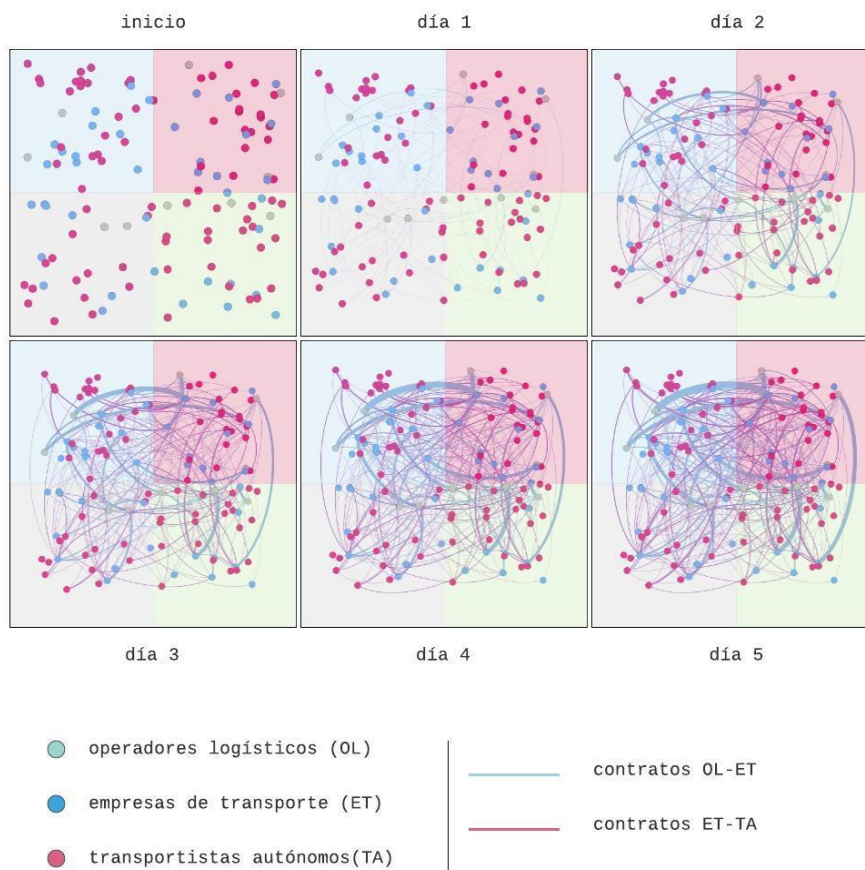 inicio
día 1
día 2
día 3
día 4
día 5
operadores logísticos (OL)
empresas de transporte (ET)
transportistas autónomos(TA)
contratos OL-ET
contratos ET-TA